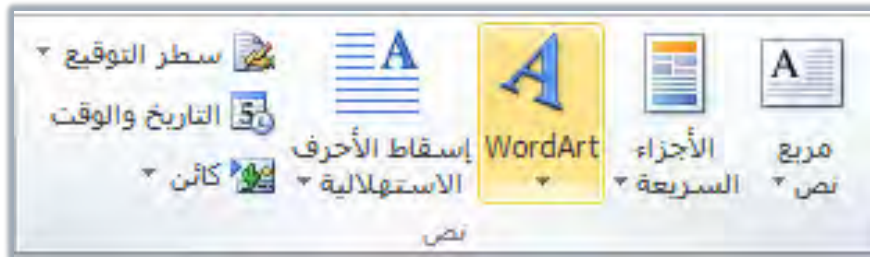 مربع
نص
الأجزاء
السريعة
WordArt
إسقاط الأحرف
الاستهلالية
سطر التوقيع
التاريخ والوقت
كائن
نص